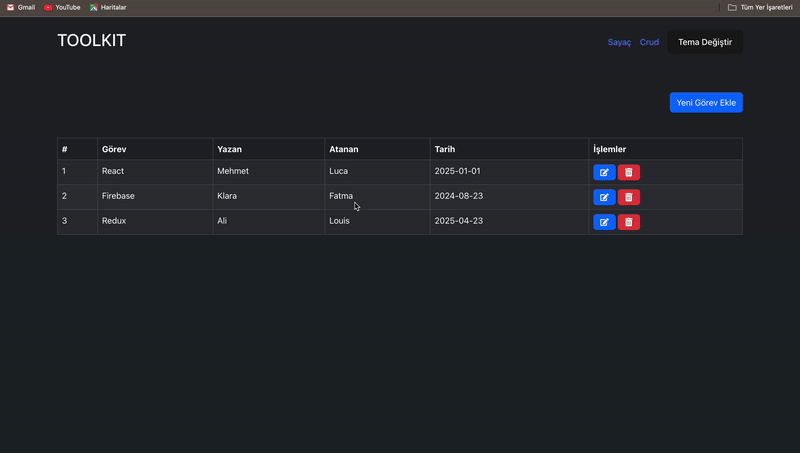 Gmail YouTube Haritalar Tüm Yer İşaretleri
TOOLKIT Sayaç Crud Tema Değiştir
Yeni Görev Ekle
# Görev Yazan Atanan Tarih İşlemler
1 React Mehmet Luca 2025-01-01
2 Firebase Klara Fatma 2024-08-23
3 Redux Ali Louis 2025-04-23